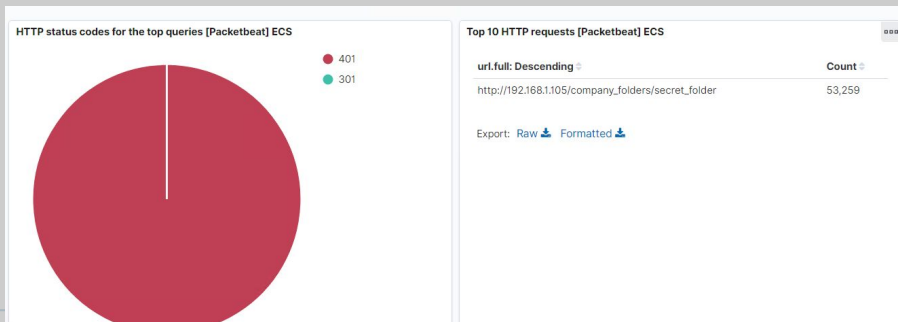 HTTP status codes for the top queries [Packetbeat] ECS
401
301
Top 10 HTTP requests [Packetbeat] ECS
url.full: Descending Count
http://192.168.1.105/company_folders/secret_folder 53,259
Export: Raw Formatted